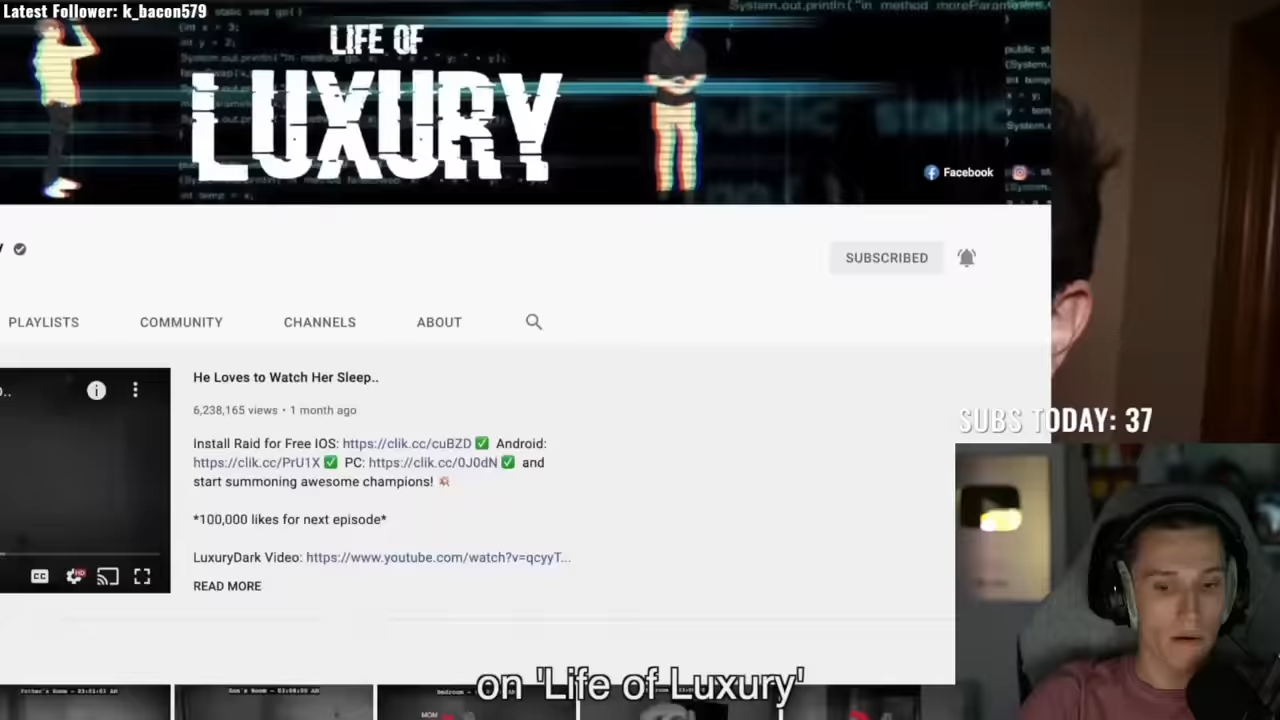 Latest Follower: k_bacon579
LIFE OF
LUXURY
Facebook
SUBSCRIBED
PLAYLISTS
COMMUNITY
CHANNELS
ABOUT
He Loves to Watch Her Sleep..
6,238,165 views • 1 month ago
Install Raid for Free IOS: https://clik.cc/cuBZD ✅ Android:
https://clik.cc/PrU1X ✅ PC: https://clik.cc/0J0dN ✅ and
start summoning awesome champions! 💥
*100,000 likes for next episode*
LuxuryDark Video: https://www.youtube.com/watch?v=qcyyT...
READ MORE
CC
HD
SUBS TODAY: 37
on 'Life of Luxury'
MOM